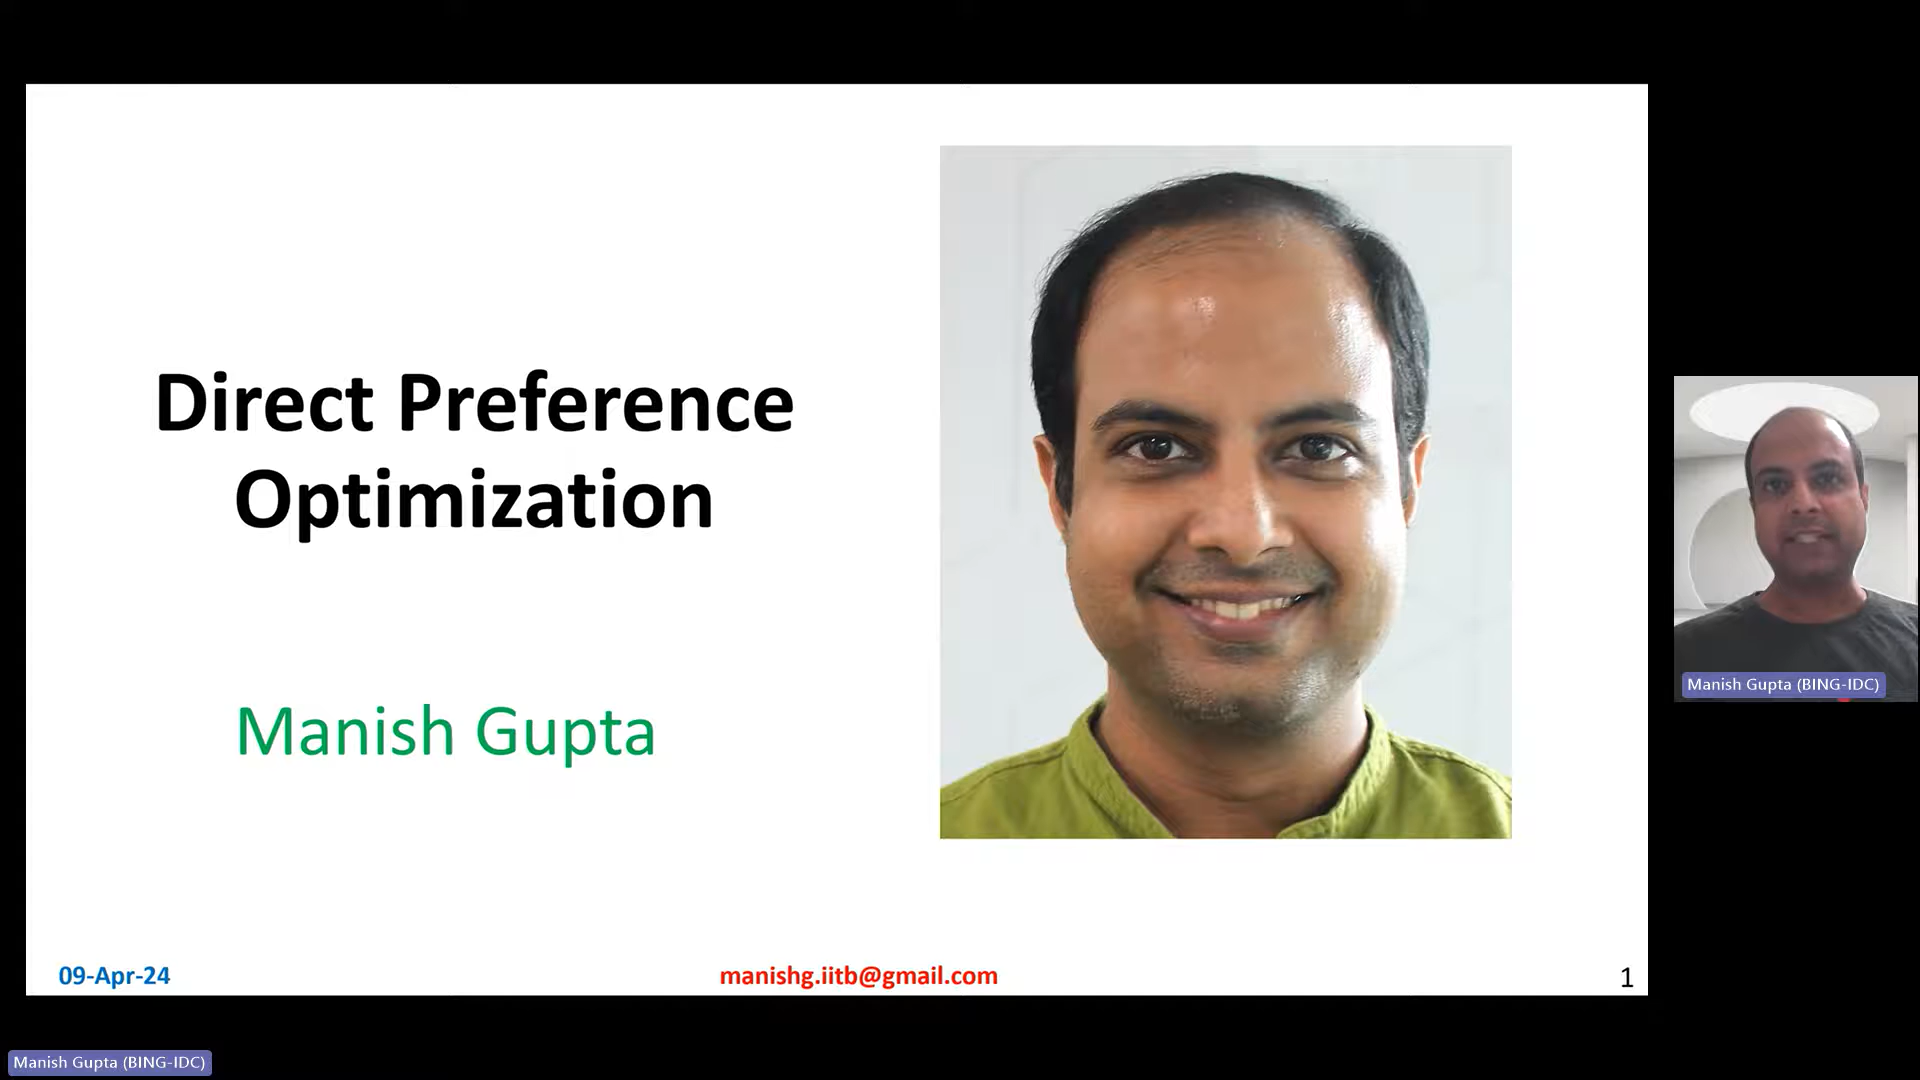 Direct Preference
Optimization
Manish Gupta
09-Apr-24
manishg.iitb@gmail.com
1
Manish Gupta (BING-IDC)
Manish Gupta (BING-IDC)